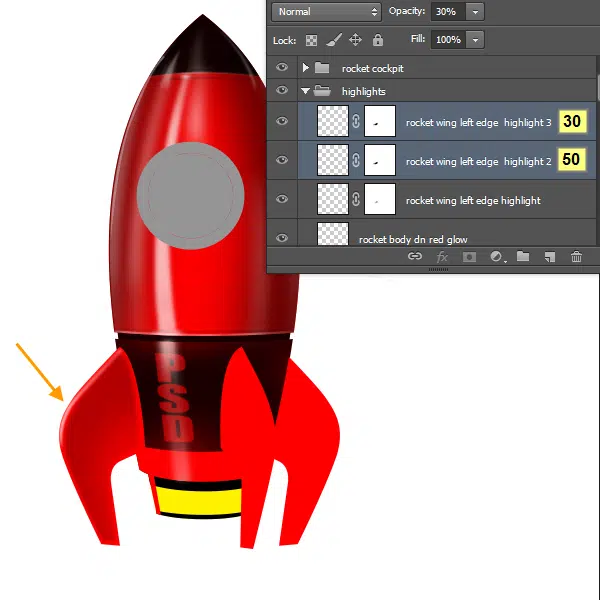 Normal Opacity: 30%
Lock: Fill: 100%
rocket cockpit
highlights
rocket wing left edge highlight 3 30
rocket wing left edge highlight 2 50
rocket wing left edge highlight
rocket body dn red glow
fx
PSD